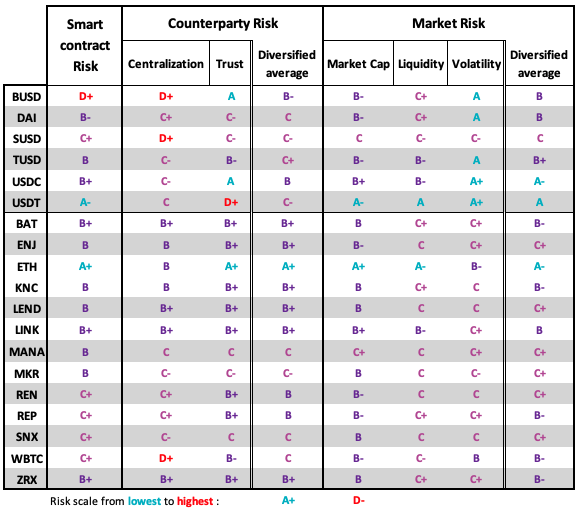 Smart contract Risk Counterparty Risk Market Risk
Centralization Trust Diversified average Market Cap Liquidity Volatility Diversified average
BUSD D+ D+ A B- B- C+ A B
DAI B- C+ C- C B- C+ A B
SUSD C+ D+ C- C- C C- C- C
TUSD B C- B- C+ B- B- A B+
USDC B+ C- A B B+ B- A+ A-
USDT A- C D+ C- A- A A+ A
BAT B+ B+ B+ B+ B C+ C+ B-
ENJ B B B+ B+ B- C C+ C+
ETH A+ B A+ A+ A+ A- B- A-
KNC B B B+ B+ B C+ C B-
LEND B B+ B+ B+ B C C C+
LINK B+ B+ B+ B+ B+ B- C+ B
MANA B C C C C+ C C+ C+
MKR B C- C- C- B C C- C+
REN C+ C+ B+ B B- C C C+
REP C+ C+ B+ B B- C+ C+ B-
SNX C+ C- C C B C C C+
WBTC C+ D+ B- C B- C- B B-
ZRX B+ B+ B+ B+ B C+ C+ B-
Risk scale from lowest to highest : A+ D-